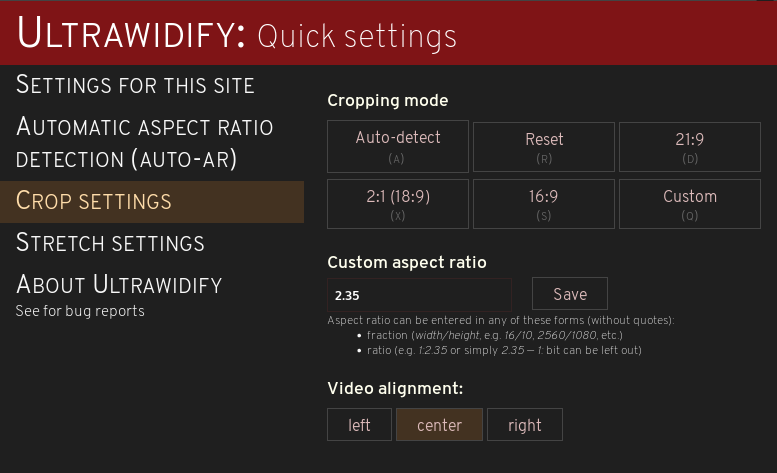 Ultrawidify: Quick settings
Settings for this site
Automatic aspect ratio
detection (auto-ar)
Crop settings
Stretch settings
About Ultrawidify
See for bug reports
Cropping mode
Auto-detect
(A)
Reset
(R)
21:9
(D)
2:1 (18:9)
(X)
16:9
(S)
Custom
(Q)
Custom aspect ratio
2.35
Save
Aspect ratio can be entered in any of these forms (without quotes):
• fraction (width/height, e.g. 16/10, 2560/1080, etc.)
• ratio (e.g. 1:2.35 or simply 2.35 — 1: bit can be left out)
Video alignment:
left
center
right